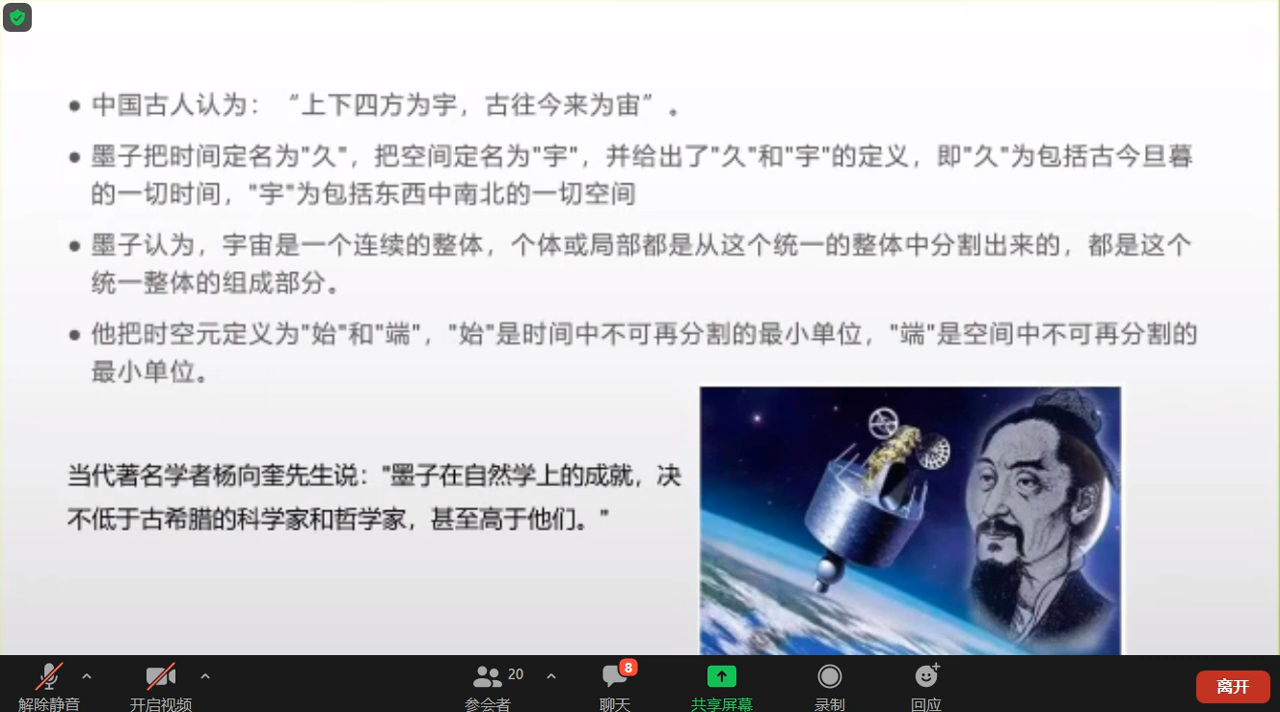 中国古人认为：“上下四方为宇，古往今来为宙”。
墨子把时间定名为"久"，把空间定名为"宇"，并给出了"久"和"宇"的定义，即"久"为包括古今旦暮
的一切时间，"宇"为包括东西中南北的一切空间
墨子认为，宇宙是一个连续的整体，个体或局部都是从这个统一的整体中分割出来的，都是这个
统一整体的组成部分。
他把时空元定义为"始"和"端"，"始"是时间中不可再分割的最小单位，"端"是空间中不可再分割的
最小单位。
当代著名学者杨向奎先生说："墨子在自然学上的成就，决
不低于古希腊的科学家和哲学家，甚至高于他们。"
解除静音 开启视频 参会者 20 聊天 8 共享屏幕 录制 回应 离开